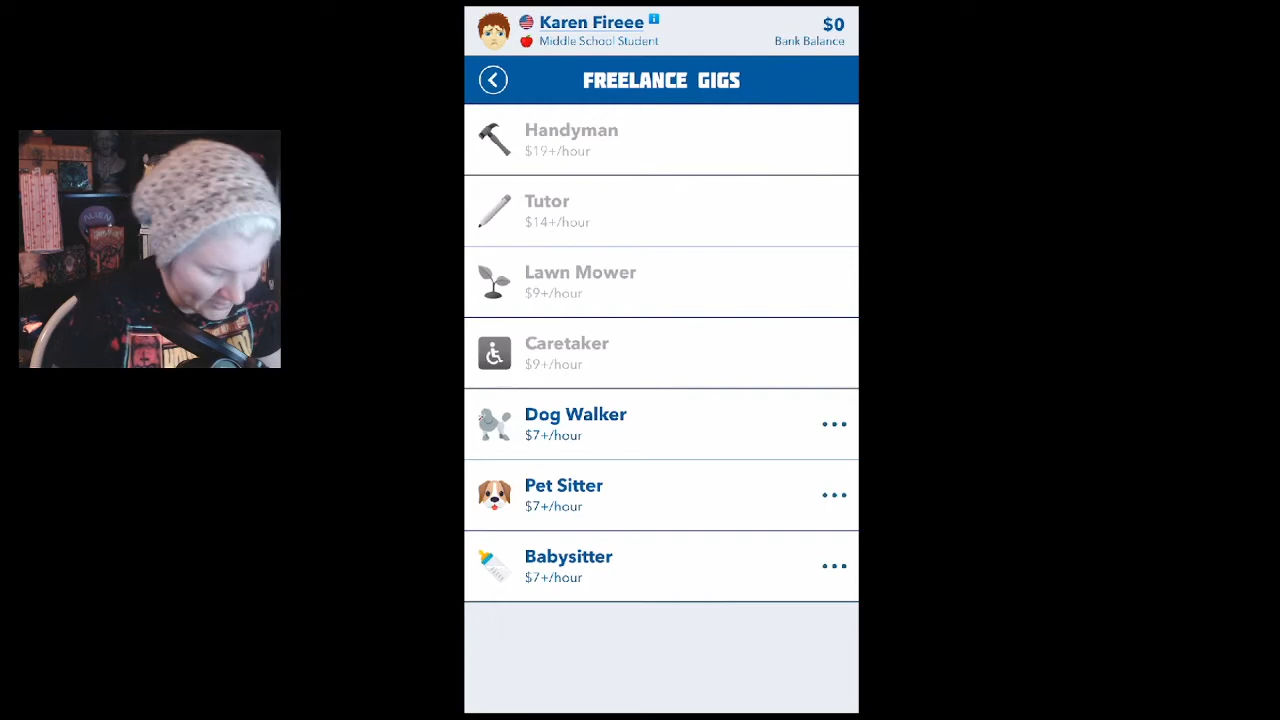 Karen Fireee
Middle School Student
$0
Bank Balance
FREELANCE GIGS
Handyman
$19+/hour
Tutor
$14+/hour
Lawn Mower
$9+/hour
Caretaker
$9+/hour
Dog Walker
$7+/hour
Pet Sitter
$7+/hour
Babysitter
$7+/hour
ALIEN